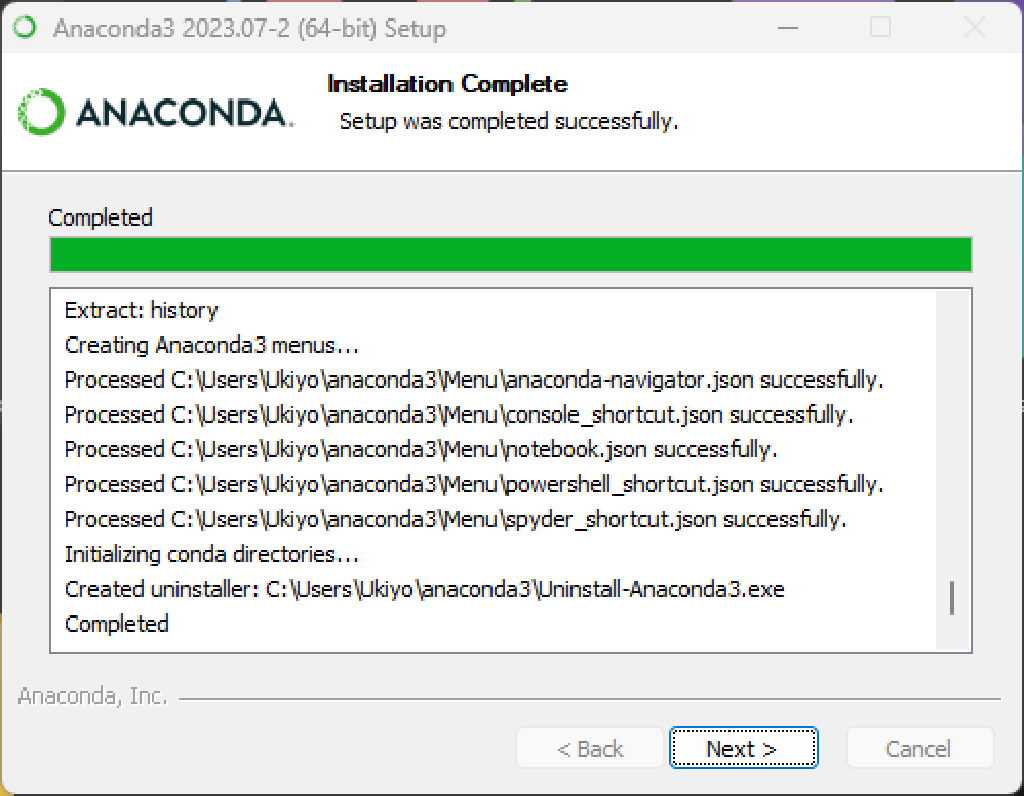 Anaconda3 2023.07-2 (64-bit) Setup
ANACONDA.
Installation Complete
Setup was completed successfully.
Completed
Extract: history
Creating Anaconda3 menus...
Processed C:\Users\Ukiyo\anaconda3\Menu\anaconda-navigator.json successfully.
Processed C:\Users\Ukiyo\anaconda3\Menu\console_shortcut.json successfully.
Processed C:\Users\Ukiyo\anaconda3\Menu\notebook.json successfully.
Processed C:\Users\Ukiyo\anaconda3\Menu\powershell_shortcut.json successfully.
Processed C:\Users\Ukiyo\anaconda3\Menu\spyder_shortcut.json successfully.
Initializing conda directories...
Created uninstaller: C:\Users\Ukiyo\anaconda3\Uninstall-Anaconda3.exe
Completed
Anaconda, Inc.
< Back Next > Cancel